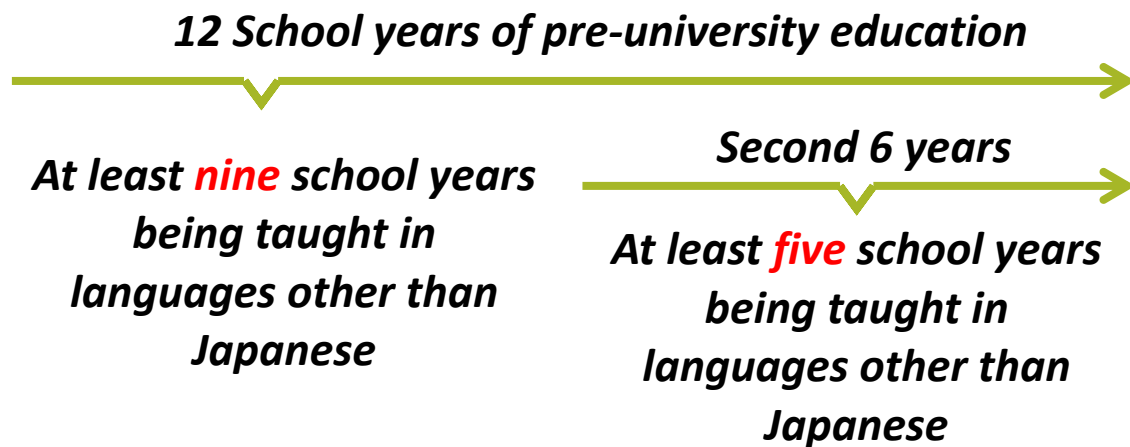 12 School years of pre-university education
At least nine school years
being taught in
languages other than
Japanese
Second 6 years
At least five school years
being taught in
languages other than
Japanese